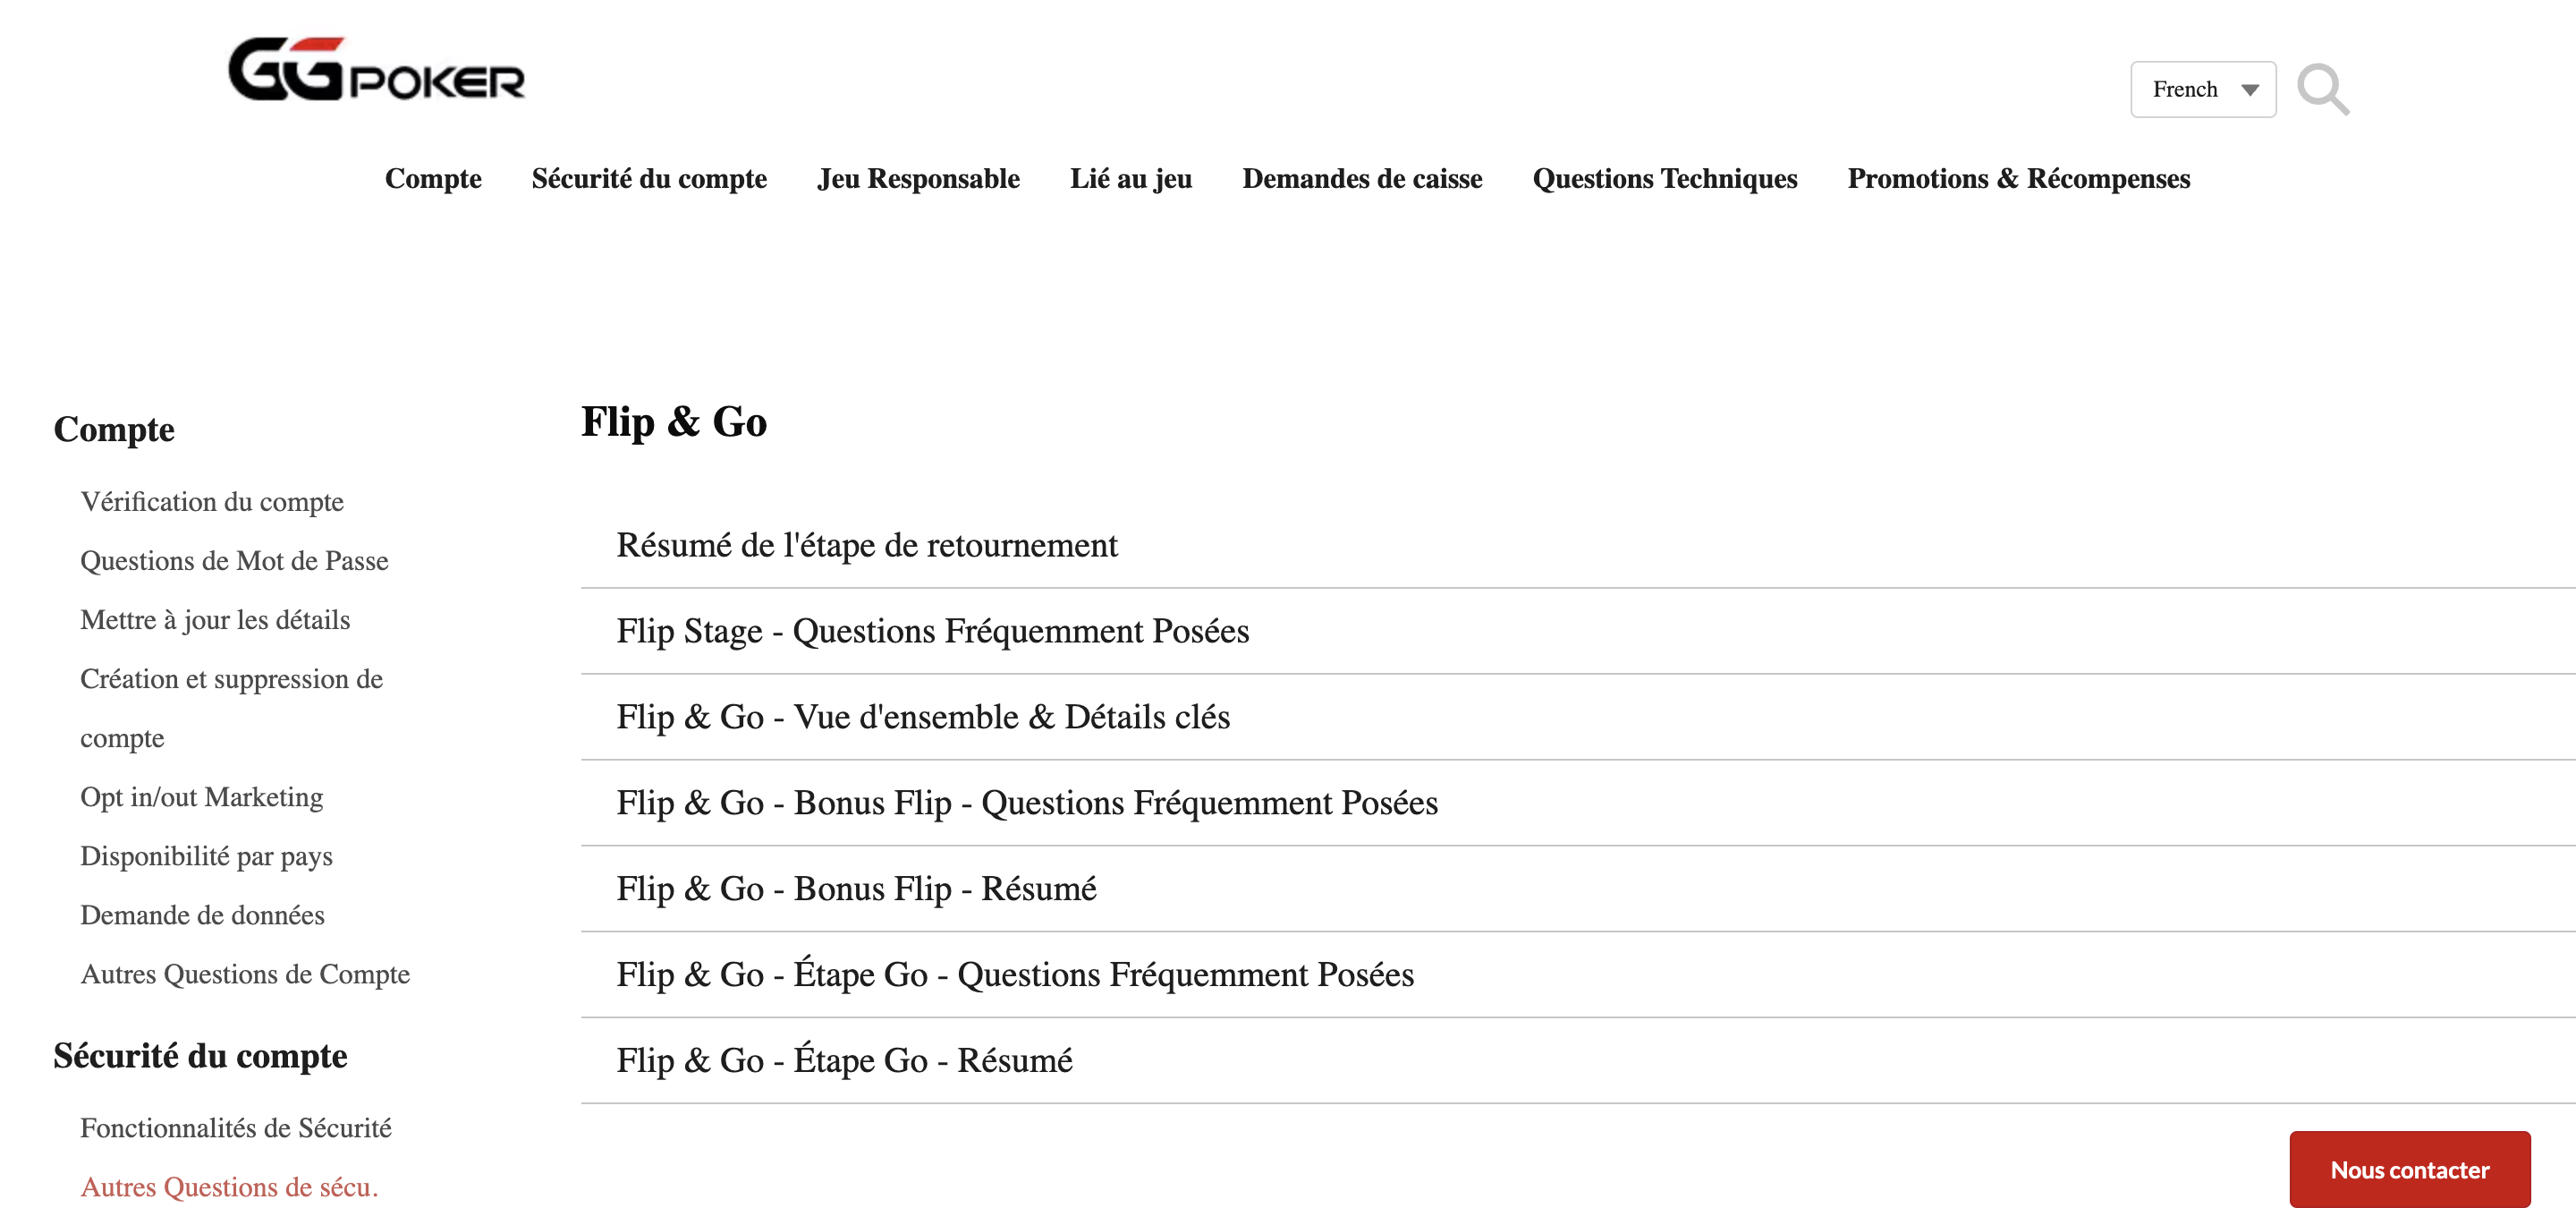 GGPOKER
French
Compte Sécurité du compte Jeu Responsable Lié au jeu Demandes de caisse Questions Techniques Promotions & Récompenses
Compte
Vérification du compte
Questions de Mot de Passe
Mettre à jour les détails
Création et suppression de
compte
Opt in/out Marketing
Disponibilité par pays
Demande de données
Autres Questions de Compte
Sécurité du compte
Fonctionnalités de Sécurité
Autres Questions de sécu.
Flip & Go
Résumé de l'étape de retournement
Flip Stage - Questions Fréquemment Posées
Flip & Go - Vue d'ensemble & Détails clés
Flip & Go - Bonus Flip - Questions Fréquemment Posées
Flip & Go - Bonus Flip - Résumé
Flip & Go - Étape Go - Questions Fréquemment Posées
Flip & Go - Étape Go - Résumé
Nous contacter